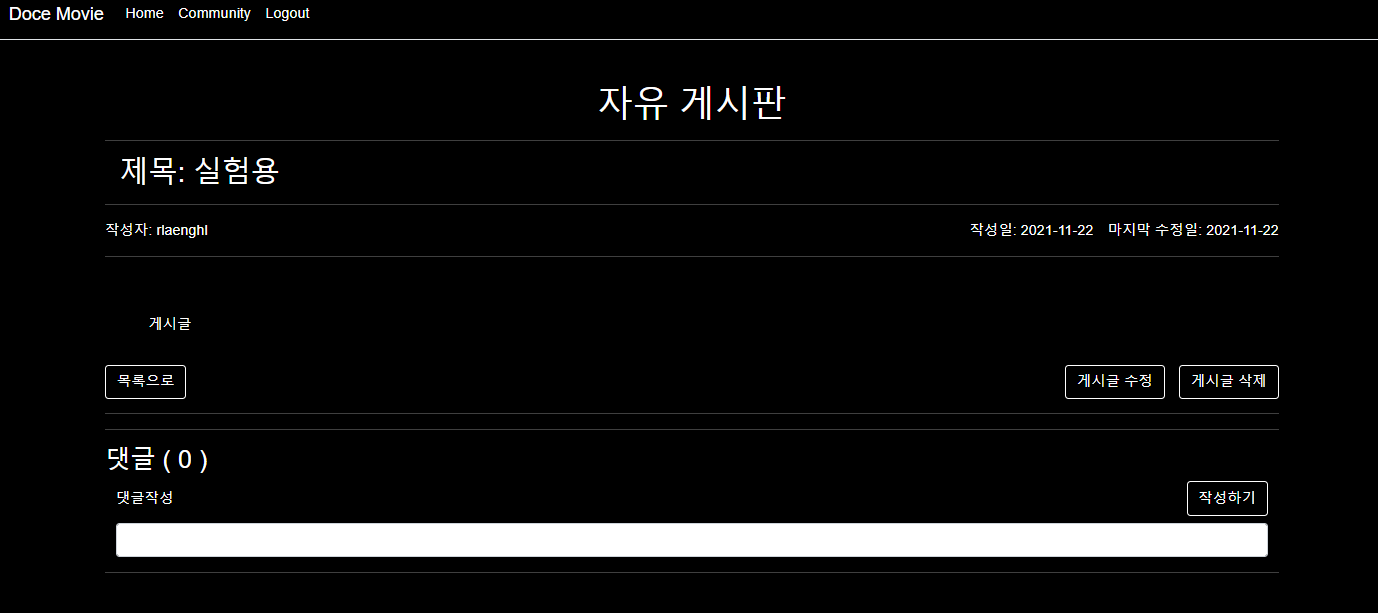 Doce Movie Home Community Logout
자유 게시판
제목: 실험용
작성자: rlaenghl 작성일: 2021-11-22 마지막 수정일: 2021-11-22
게시글
목록으로 게시글 수정 게시글 삭제
댓글 ( 0 )
댓글작성 작성하기